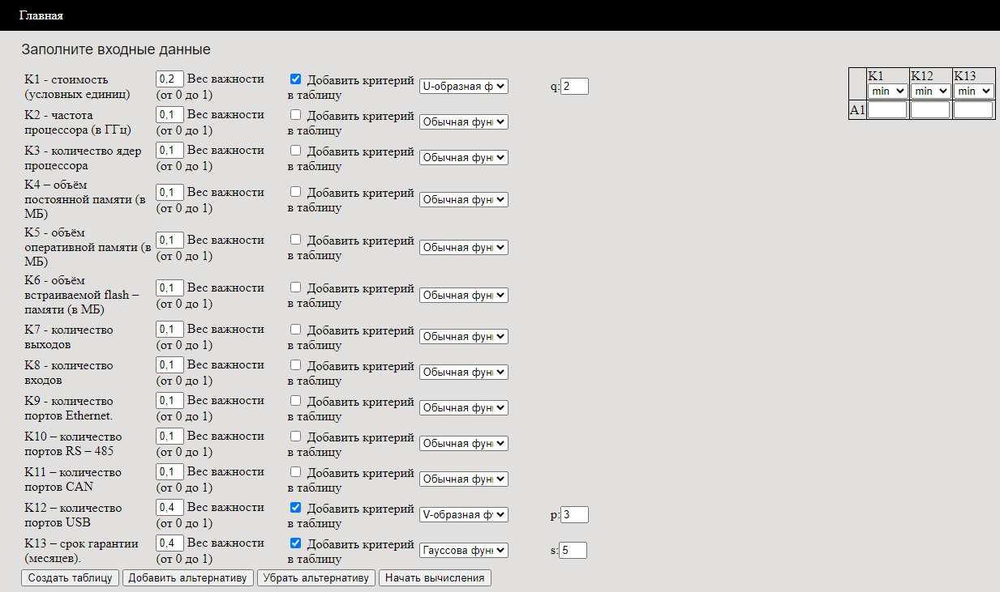 Главная
Заполните входные данные
K1 - стоимость (условных единиц) 0,2 Вес важности (от 0 до 1) Добавить критерий в таблицу U-образная ф q: 2
K2 - частота процессора (в ГГц) 0,1 Вес важности (от 0 до 1) Добавить критерий в таблицу Обычная фун
K3 - количество ядер процессора 0,1 Вес важности (от 0 до 1) Добавить критерий в таблицу Обычная фун
K4 – объём постоянной памяти (в МБ) 0,1 Вес важности (от 0 до 1) Добавить критерий в таблицу Обычная фун
K5 - объём оперативной памяти (в МБ) 0,1 Вес важности (от 0 до 1) Добавить критерий в таблицу Обычная фун
K6 - объём встраиваемой flash – памяти (в МБ) 0,1 Вес важности (от 0 до 1) Добавить критерий в таблицу Обычная фун
K7 - количество выходов 0,1 Вес важности (от 0 до 1) Добавить критерий в таблицу Обычная фун
K8 - количество входов 0,1 Вес важности (от 0 до 1) Добавить критерий в таблицу Обычная фун
K9 - количество портов Ethernet. 0,1 Вес важности (от 0 до 1) Добавить критерий в таблицу Обычная фун
K10 – количество портов RS – 485 0,1 Вес важности (от 0 до 1) Добавить критерий в таблицу Обычная фун
K11 – количество портов CAN 0,1 Вес важности (от 0 до 1) Добавить критерий в таблицу Обычная фун
K12 – количество портов USB 0,4 Вес важности (от 0 до 1) Добавить критерий в таблицу V-образная фу p: 3
K13 – срок гарантии (месяцев). 0,4 Вес важности (от 0 до 1) Добавить критерий в таблицу Гауссова фун s: 5
Создать таблицу Добавить альтернативу Убрать альтернативу Начать вычисления
K1 K12 K13
min min min
A1